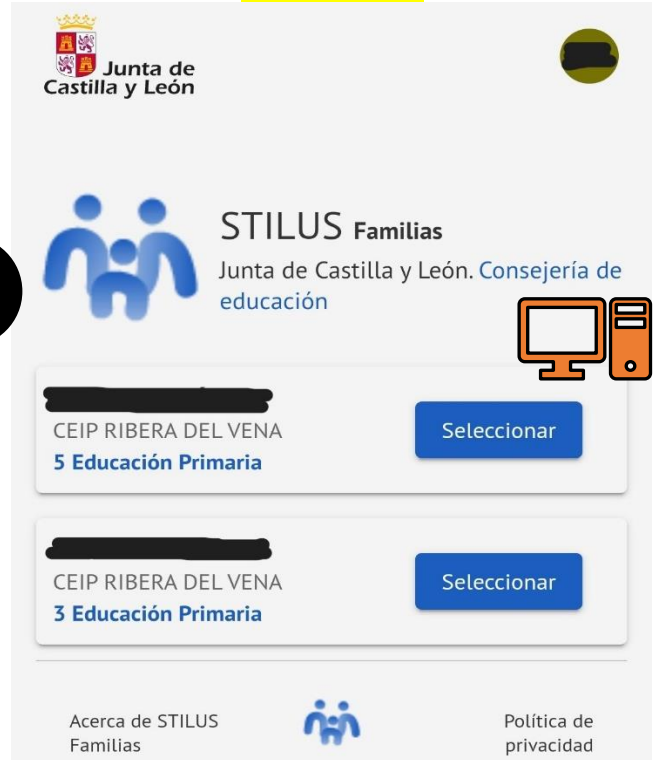 Junta de
Castilla y León
STILUS Familias
Junta de Castilla y León. Consejería de
educación
CEIP RIBERA DEL VENA
5 Educación Primaria
Seleccionar
CEIP RIBERA DEL VENA
3 Educación Primaria
Seleccionar
Acerca de STILUS
Familias
Política de
privacidad